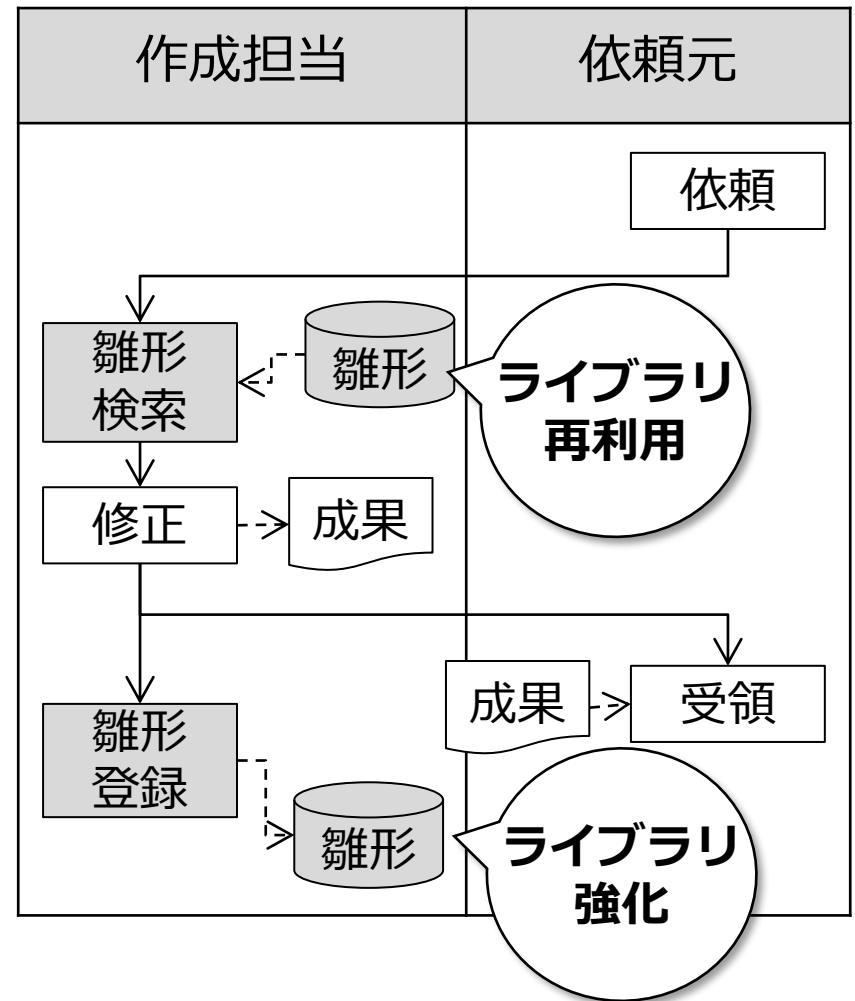 作成担当
依頼元
依頼
雛形
検索
雛形
ライブラリ
再利用
修正
成果
成果
受領
雛形
登録
雛形
ライブラリ
強化